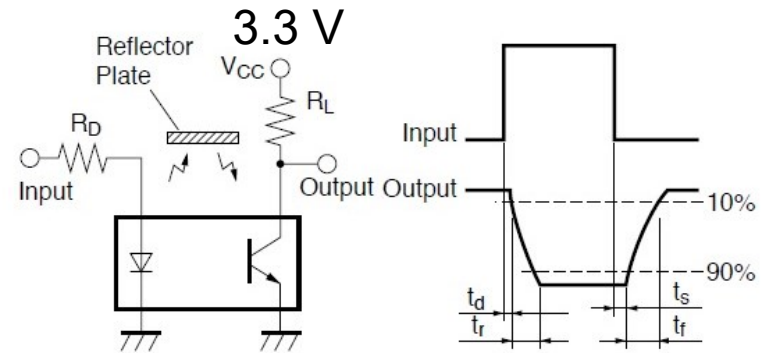 3.3 V
Reflector
Plate
VCC
RL
RD
Input
Output
Input
Output
10%
90%
td
tr
ts
tf